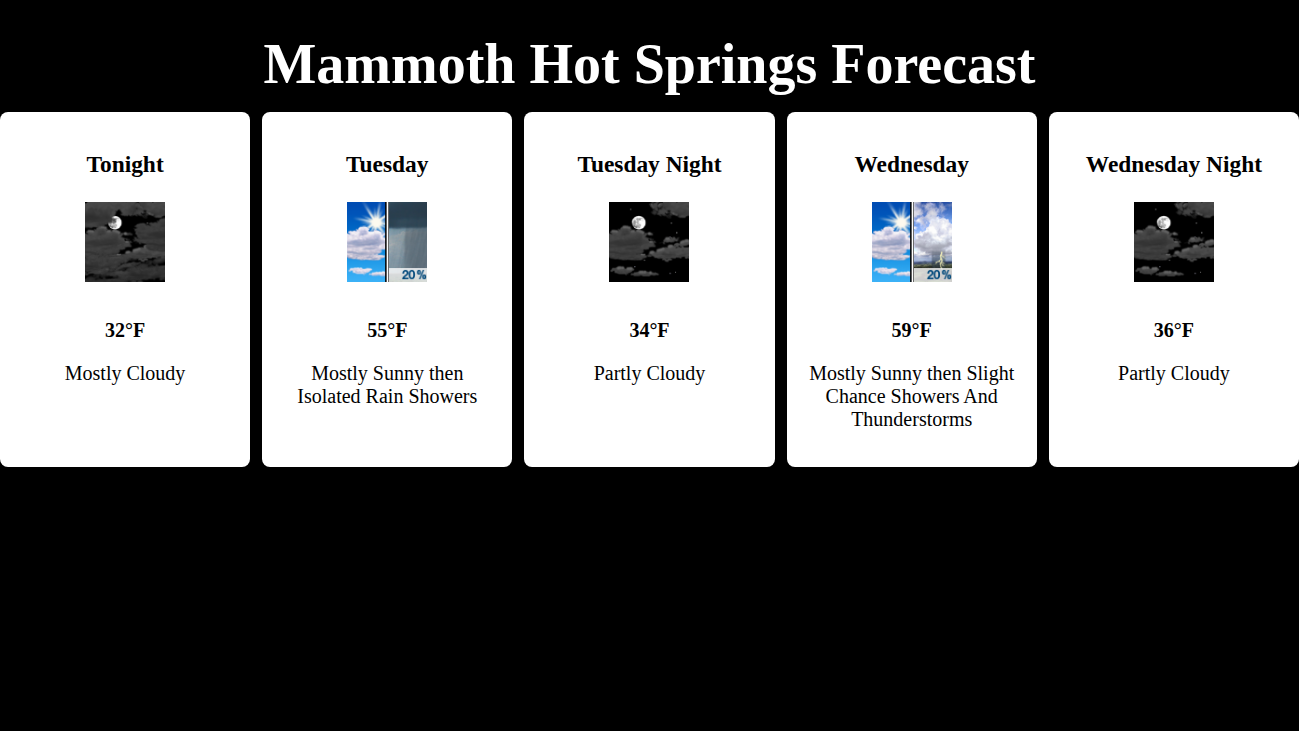 Mammoth Hot Springs Forecast
Tonight
32°F
Mostly Cloudy
Tuesday
20%
55°F
Mostly Sunny then
Isolated Rain Showers
Tuesday Night
34°F
Partly Cloudy
Wednesday
20%
59°F
Mostly Sunny then Slight
Chance Showers And
Thunderstorms
Wednesday Night
36°F
Partly Cloudy